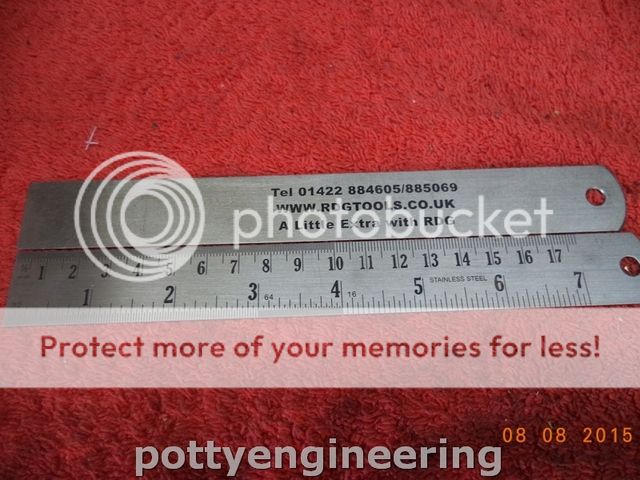 Tel 01422 884605/885069
WWW.RDGTOOLS.CO.UK
A Little Extra with RDG
photobucket
1 2 3 4 5 6 7 8 9 10 11 12 13 14 15 16 17
STAINLESS STEEL
1 2 3 4 5 6 7
64 16
Protect more of your memories for less!
08 08 2015
pottyengineering